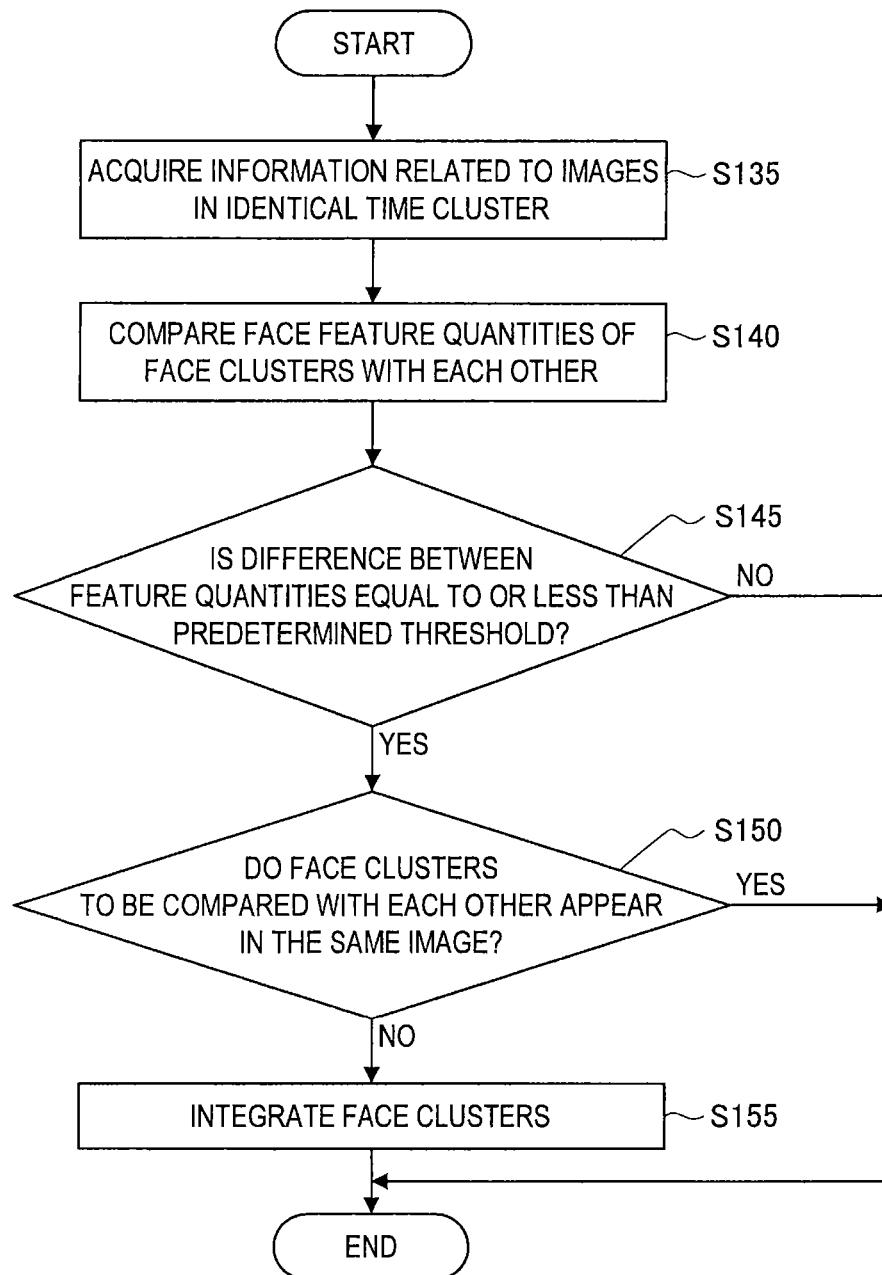 START
ACQUIRE INFORMATION RELATED TO IMAGES
IN IDENTICAL TIME CLUSTER
S135
COMPARE FACE FEATURE QUANTITIES OF
FACE CLUSTERS WITH EACH OTHER
S140
S145
IS DIFFERENCE BETWEEN
FEATURE QUANTITIES EQUAL TO OR LESS THAN
PREDETERMINED THRESHOLD?
NO
YES
S150
DO FACE CLUSTERS
TO BE COMPARED WITH EACH OTHER APPEAR
IN THE SAME IMAGE?
YES
NO
INTEGRATE FACE CLUSTERS
S155
END